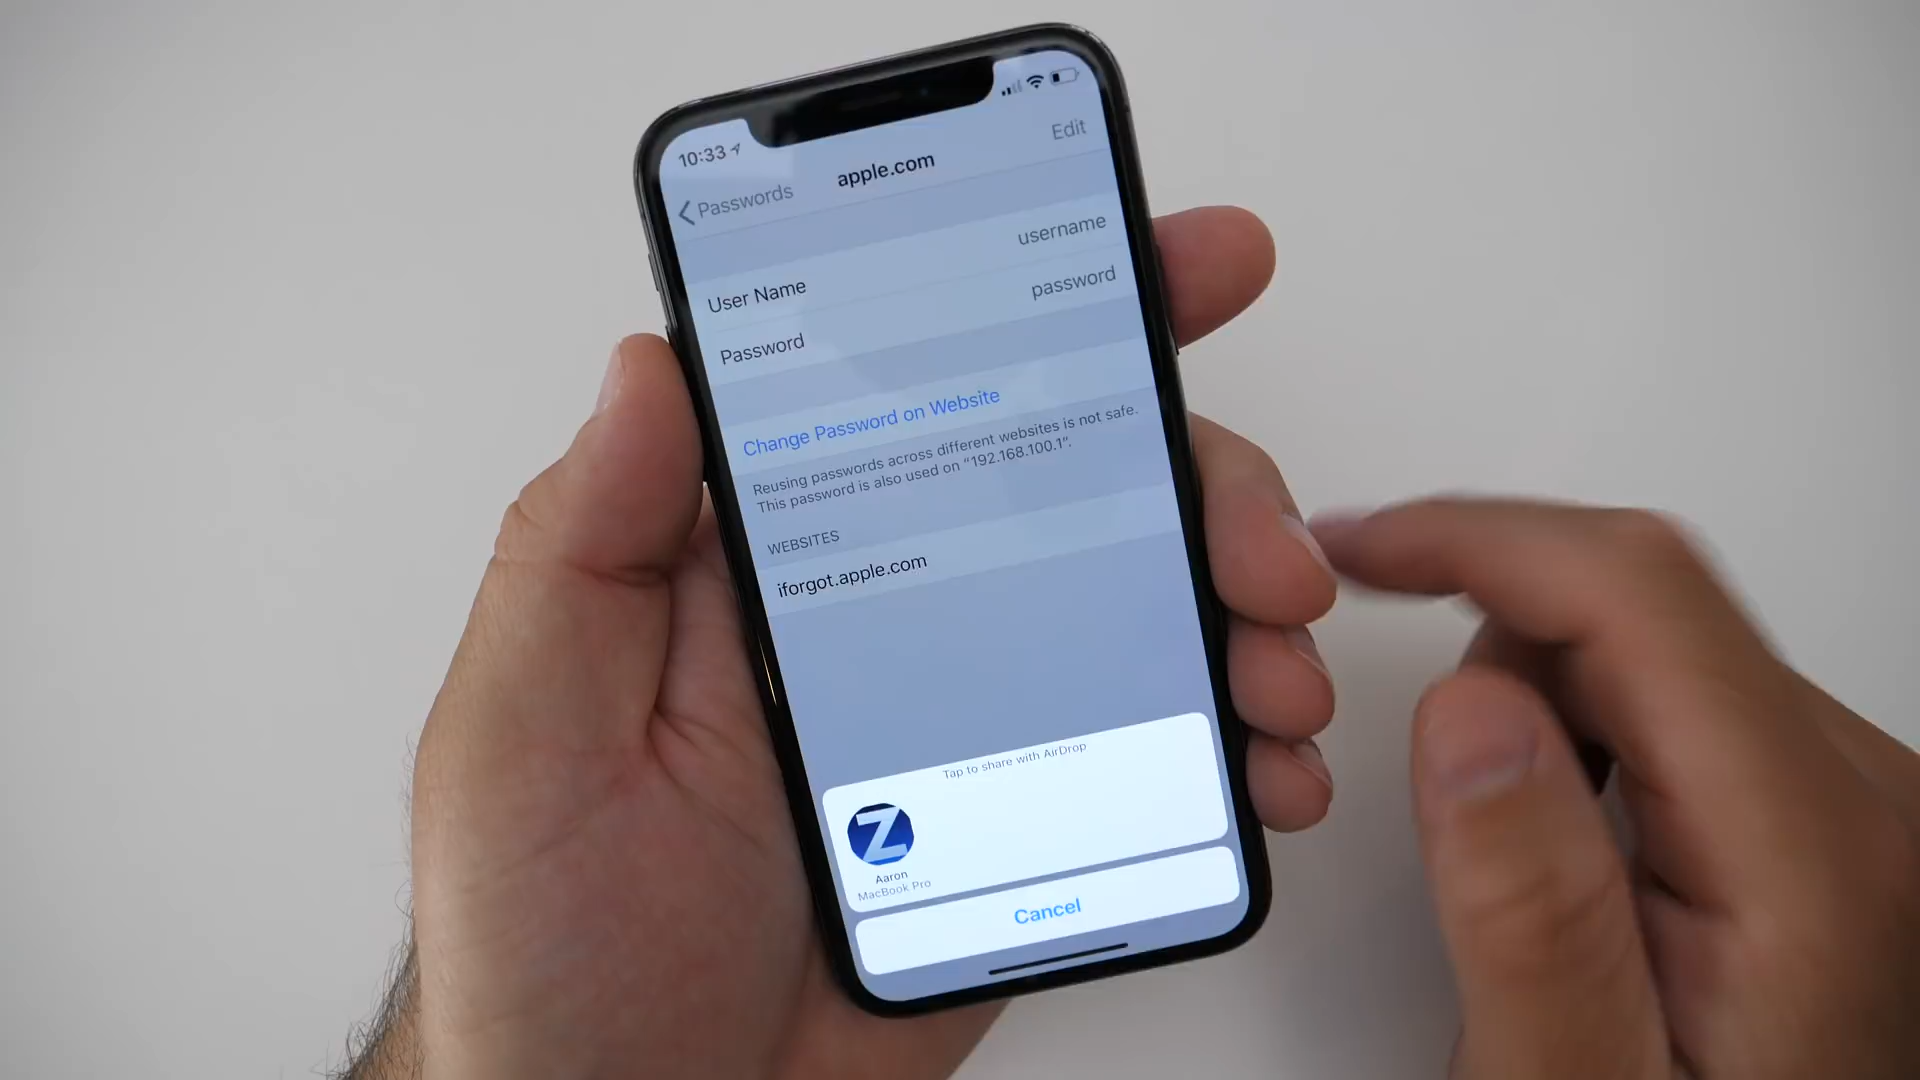 10:33
Passwords
apple.com
Edit
User Name
username
Password
password
Change Password on Website
Reusing passwords across different websites is not safe.
This password is also used on “192.168.100.1”.
WEBSITES
iforgot.apple.com
Tap to share with AirDrop
Z
Aaron
MacBook Pro
Cancel